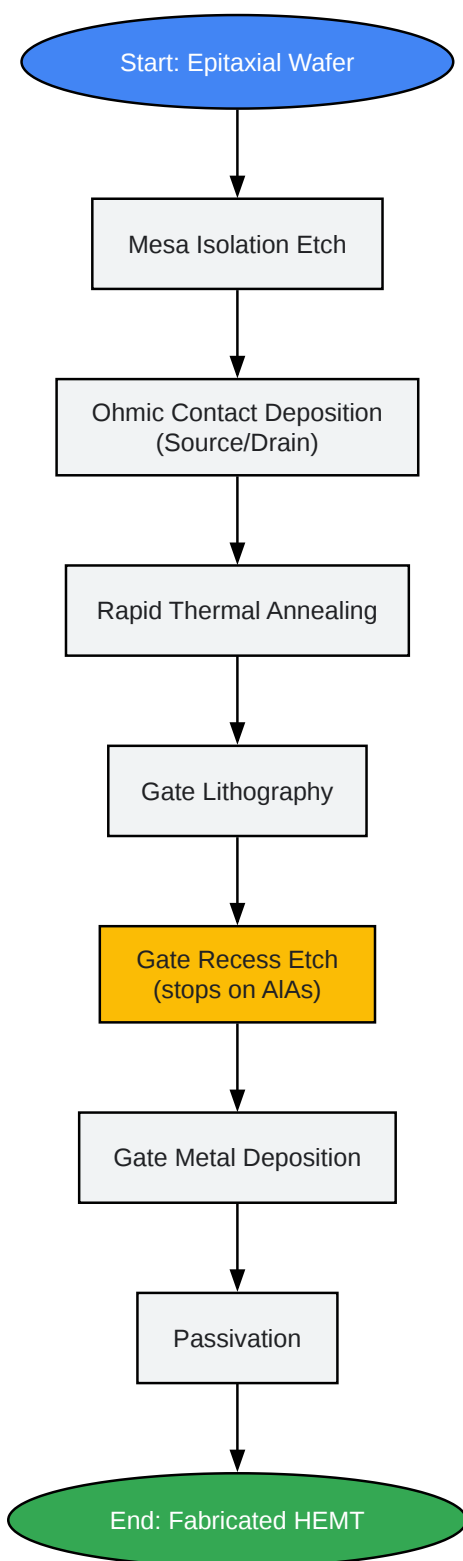 Start: Epitaxial Wafer
Mesa Isolation Etch
Ohmic Contact Deposition
(Source/Drain)
Rapid Thermal Annealing
Gate Lithography
Gate Recess Etch
(stops on AlAs)
Gate Metal Deposition
Passivation
End: Fabricated HEMT